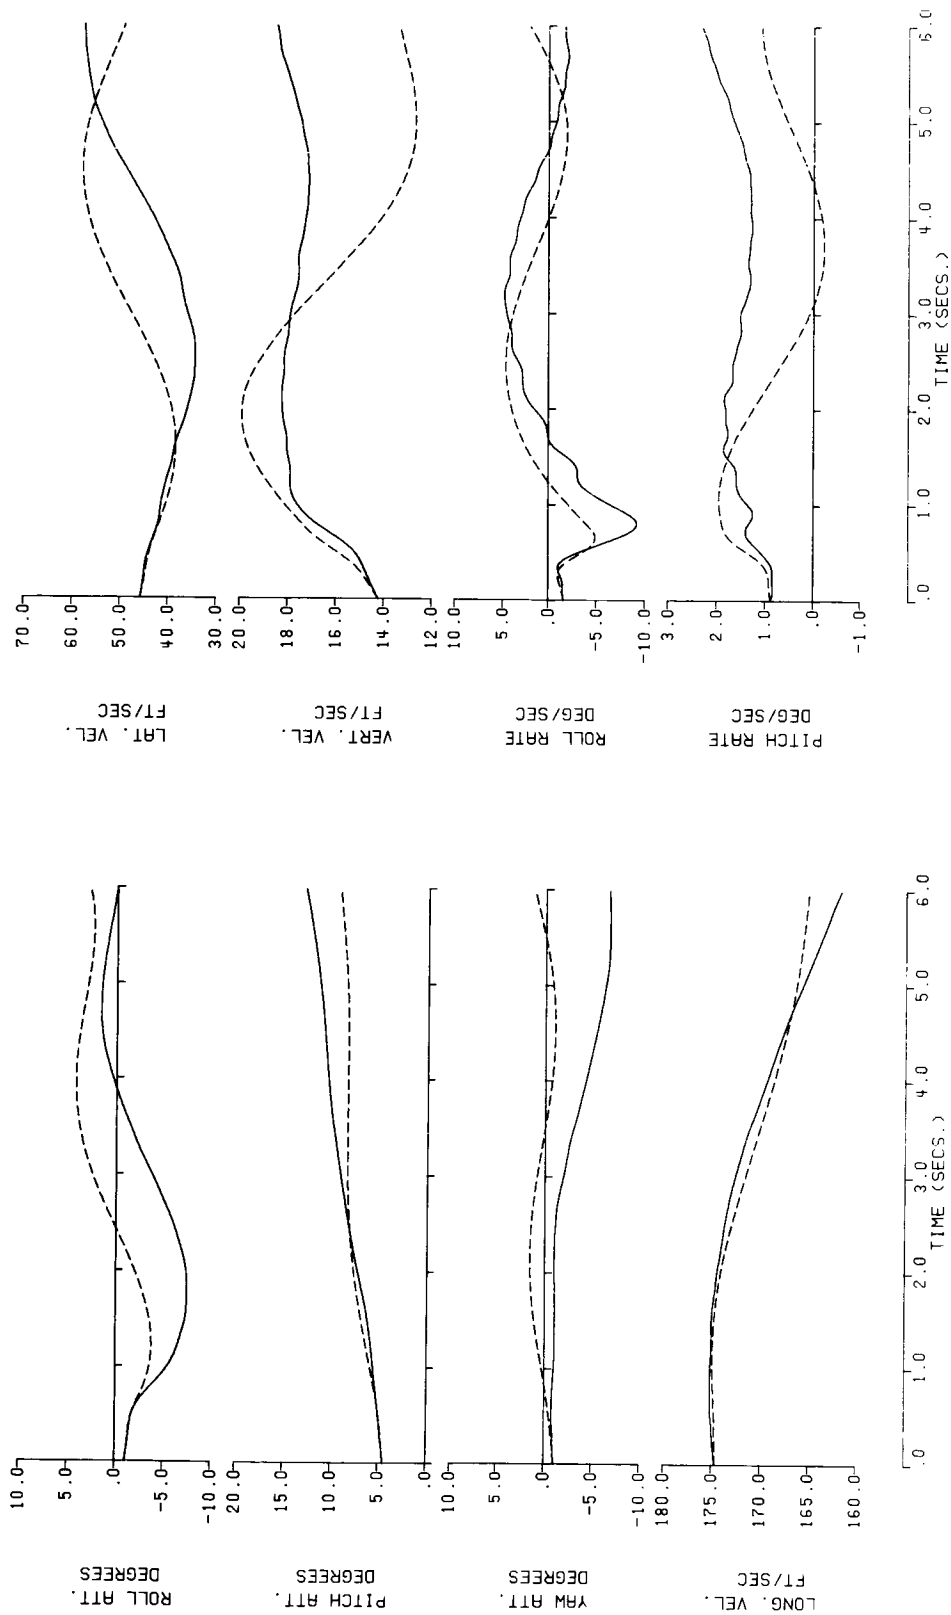 LAT. VEL.
FT/SEC
70.0
60.0
50.0
40.0
30.0
VERT. VEL.
FT/SEC
20.0
18.0
16.0
14.0
12.0
ROLL RATE
DEG/SEC
10.0
5.0
.0
-5.0
-10.0
PITCH RATE
DEG/SEC
3.0
2.0
1.0
.0
-1.0
.0 1.0 2.0 3.0 4.0 5.0 6.0
TIME (SECS.)
ROLL ATT.
DEGREES
10.0
5.0
.0
-5.0
-10.0
PITCH ATT.
DEGREES
20.0
15.0
10.0
5.0
.0
YAW ATT.
DEGREES
10.0
5.0
.0
-5.0
-10.0
LONG. VEL.
FT/SEC
180.0
175.0
170.0
165.0
160.0
.0 1.0 2.0 3.0 4.0 5.0 6.0
TIME (SECS.)